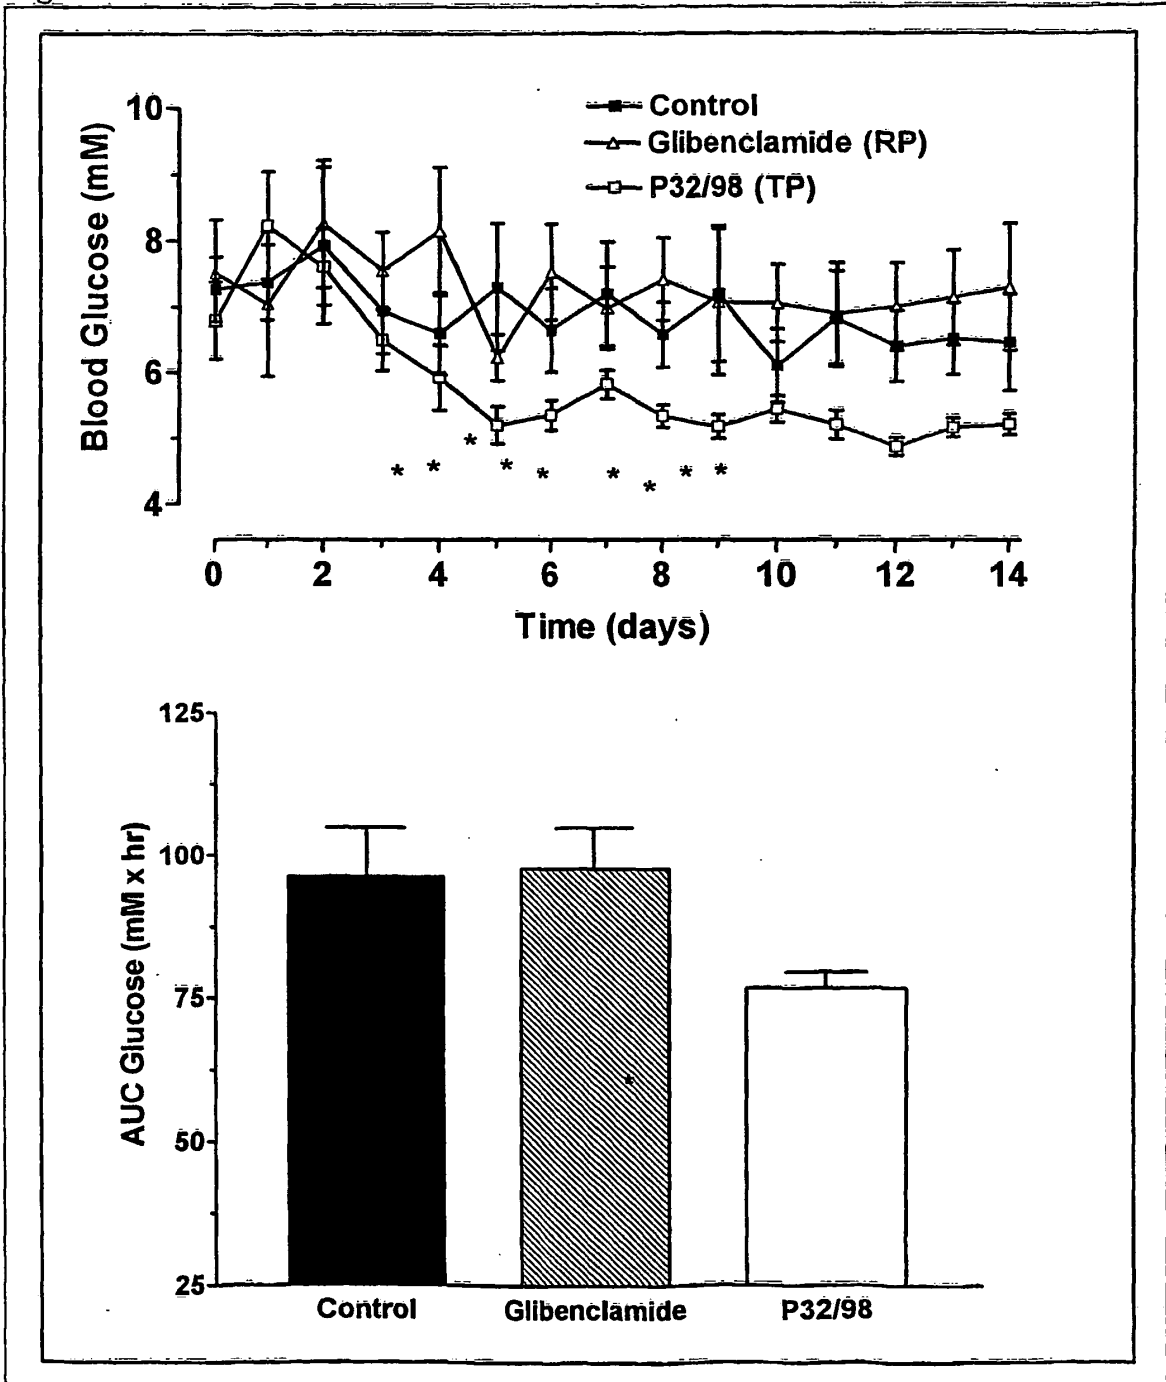 Control
Glibenclamide (RP)
P32/98 (TP)
Blood Glucose (mM)
10
8
6
4
* * * * * * * * * *
0 2 4 6 8 10 12 14
Time (days)
AUC Glucose (mM x hr)
125
100
75
50
25
*
Control Glibenclamide P32/98